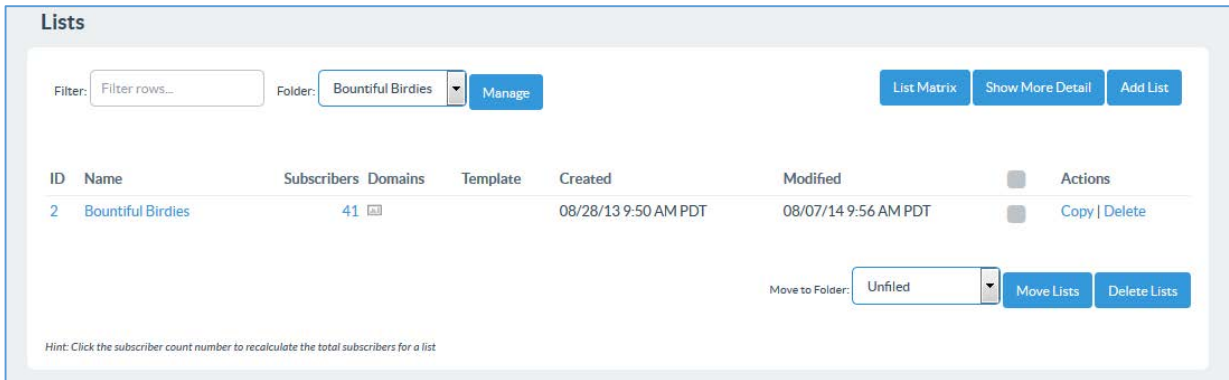 Lists
Filter: Filter rows... Folder: Bountiful Birdies Manage List Matrix Show More Detail Add List
ID Name Subscribers Domains Template Created Modified Actions
2 Bountiful Birdies 41 08/28/13 9:50 AM PDT 08/07/14 9:56 AM PDT Copy | Delete
Move to Folder: Unfiled Move Lists Delete Lists
Hint: Click the subscriber count number to recalculate the total subscribers for a list